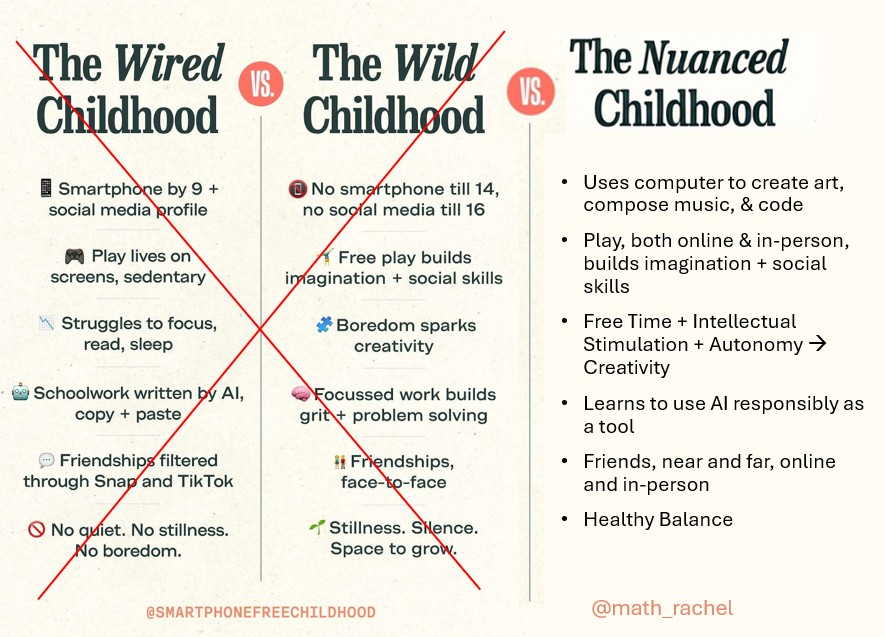 The Wired
Childhood
Smartphone by 9 +
social media profile
Play lives on
screens, sedentary
Struggles to focus,
read, sleep
Schoolwork written by AI,
copy + paste
Friendships filtered
through Snap and TikTok
No quiet. No stillness.
No boredom.
VS.
The Wild
Childhood
No smartphone till 14,
no social media till 16
Free play builds
imagination + social skills
Boredom sparks
creativity
Focussed work builds
grit + problem solving
Friendships,
face-to-face
Stillness. Silence.
Space to grow.
@SMARTPHONEFREECHILDHOOD
VS.
The Nuanced
Childhood
• Uses computer to create art,
compose music, & code
• Play, both online & in-person,
builds imagination + social
skills
• Free Time + Intellectual
Stimulation + Autonomy →
Creativity
• Learns to use AI responsibly as
a tool
• Friends, near and far, online
and in-person
• Healthy Balance
@math_rachel